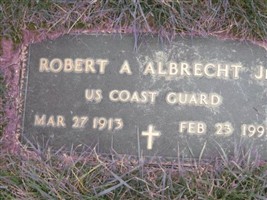 ROBERT A ALBRECHT JR
US COAST GUARD
MAR 27 1913 FEB 23 199